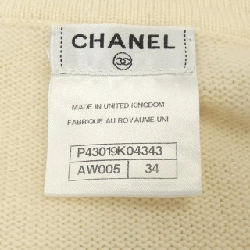 CHANEL
MADE IN UNITED KINGDOM
FABRIQUE AU ROYAUME-UNI
P43019K04343
AW005 34